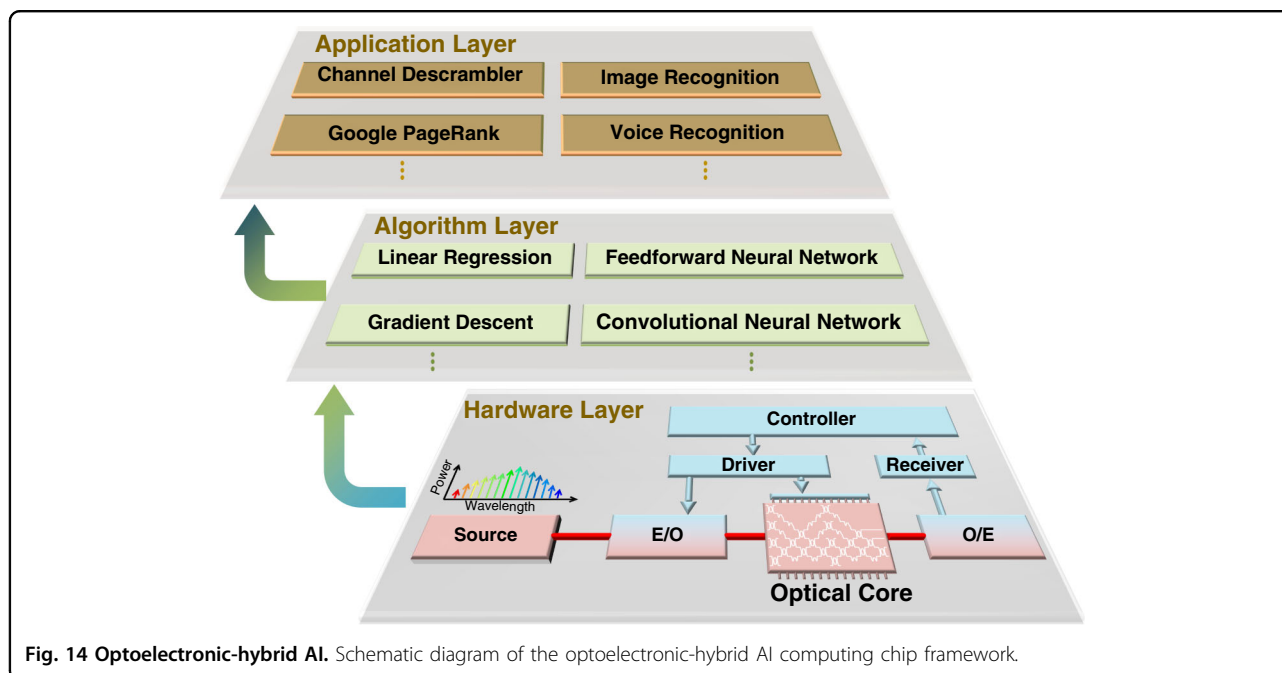 Application Layer
Channel Descrambler
Image Recognition
Google PageRank
Voice Recognition
Algorithm Layer
Linear Regression
Feedforward Neural Network
Gradient Descent
Convolutional Neural Network
Hardware Layer
Controller
Driver
Receiver
Power
Wavelength
Source
E/O
O/E
Optical Core
Fig. 14 Optoelectronic-hybrid AI. Schematic diagram of the optoelectronic-hybrid AI computing chip framework.